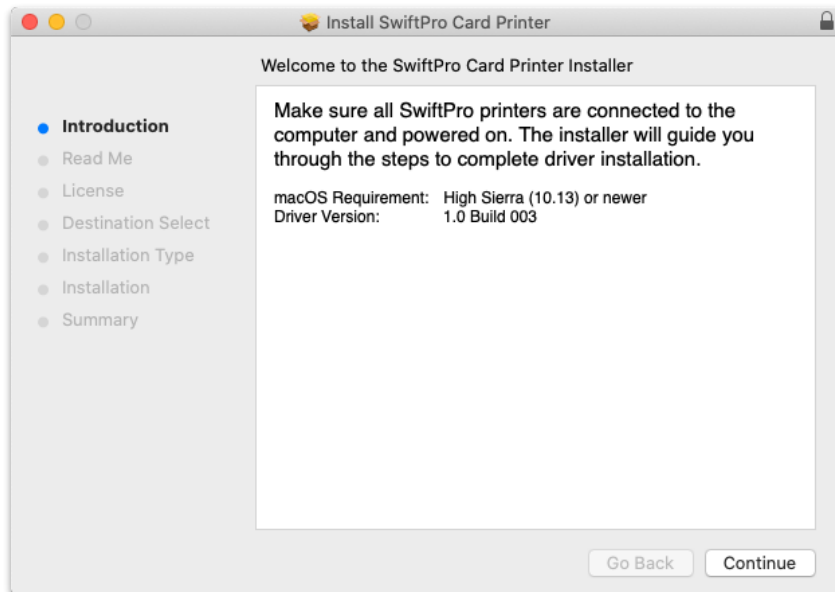 Install SwiftPro Card Printer
Welcome to the SwiftPro Card Printer Installer
Introduction
Read Me
License
Destination Select
Installation Type
Installation
Summary
Make sure all SwiftPro printers are connected to the
computer and powered on. The installer will guide you
through the steps to complete driver installation.
macOS Requirement: High Sierra (10.13) or newer
Driver Version: 1.0 Build 003
Go Back Continue